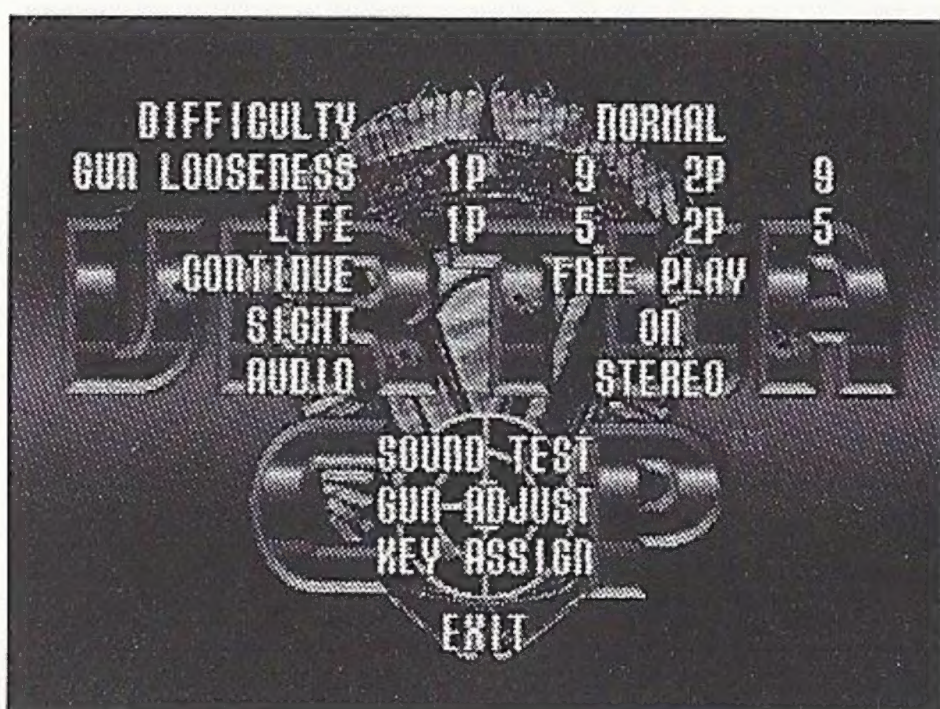 DIFFICULTY NORMAL
GUN LOOSENESS 1P 9 2P 9
LIFE 1P 5 2P 5
CONTINUE FREE PLAY
SIGHT ON
AUDIO STEREO
SOUND TEST
GUN ADJUST
KEY ASSIGN
EXIT